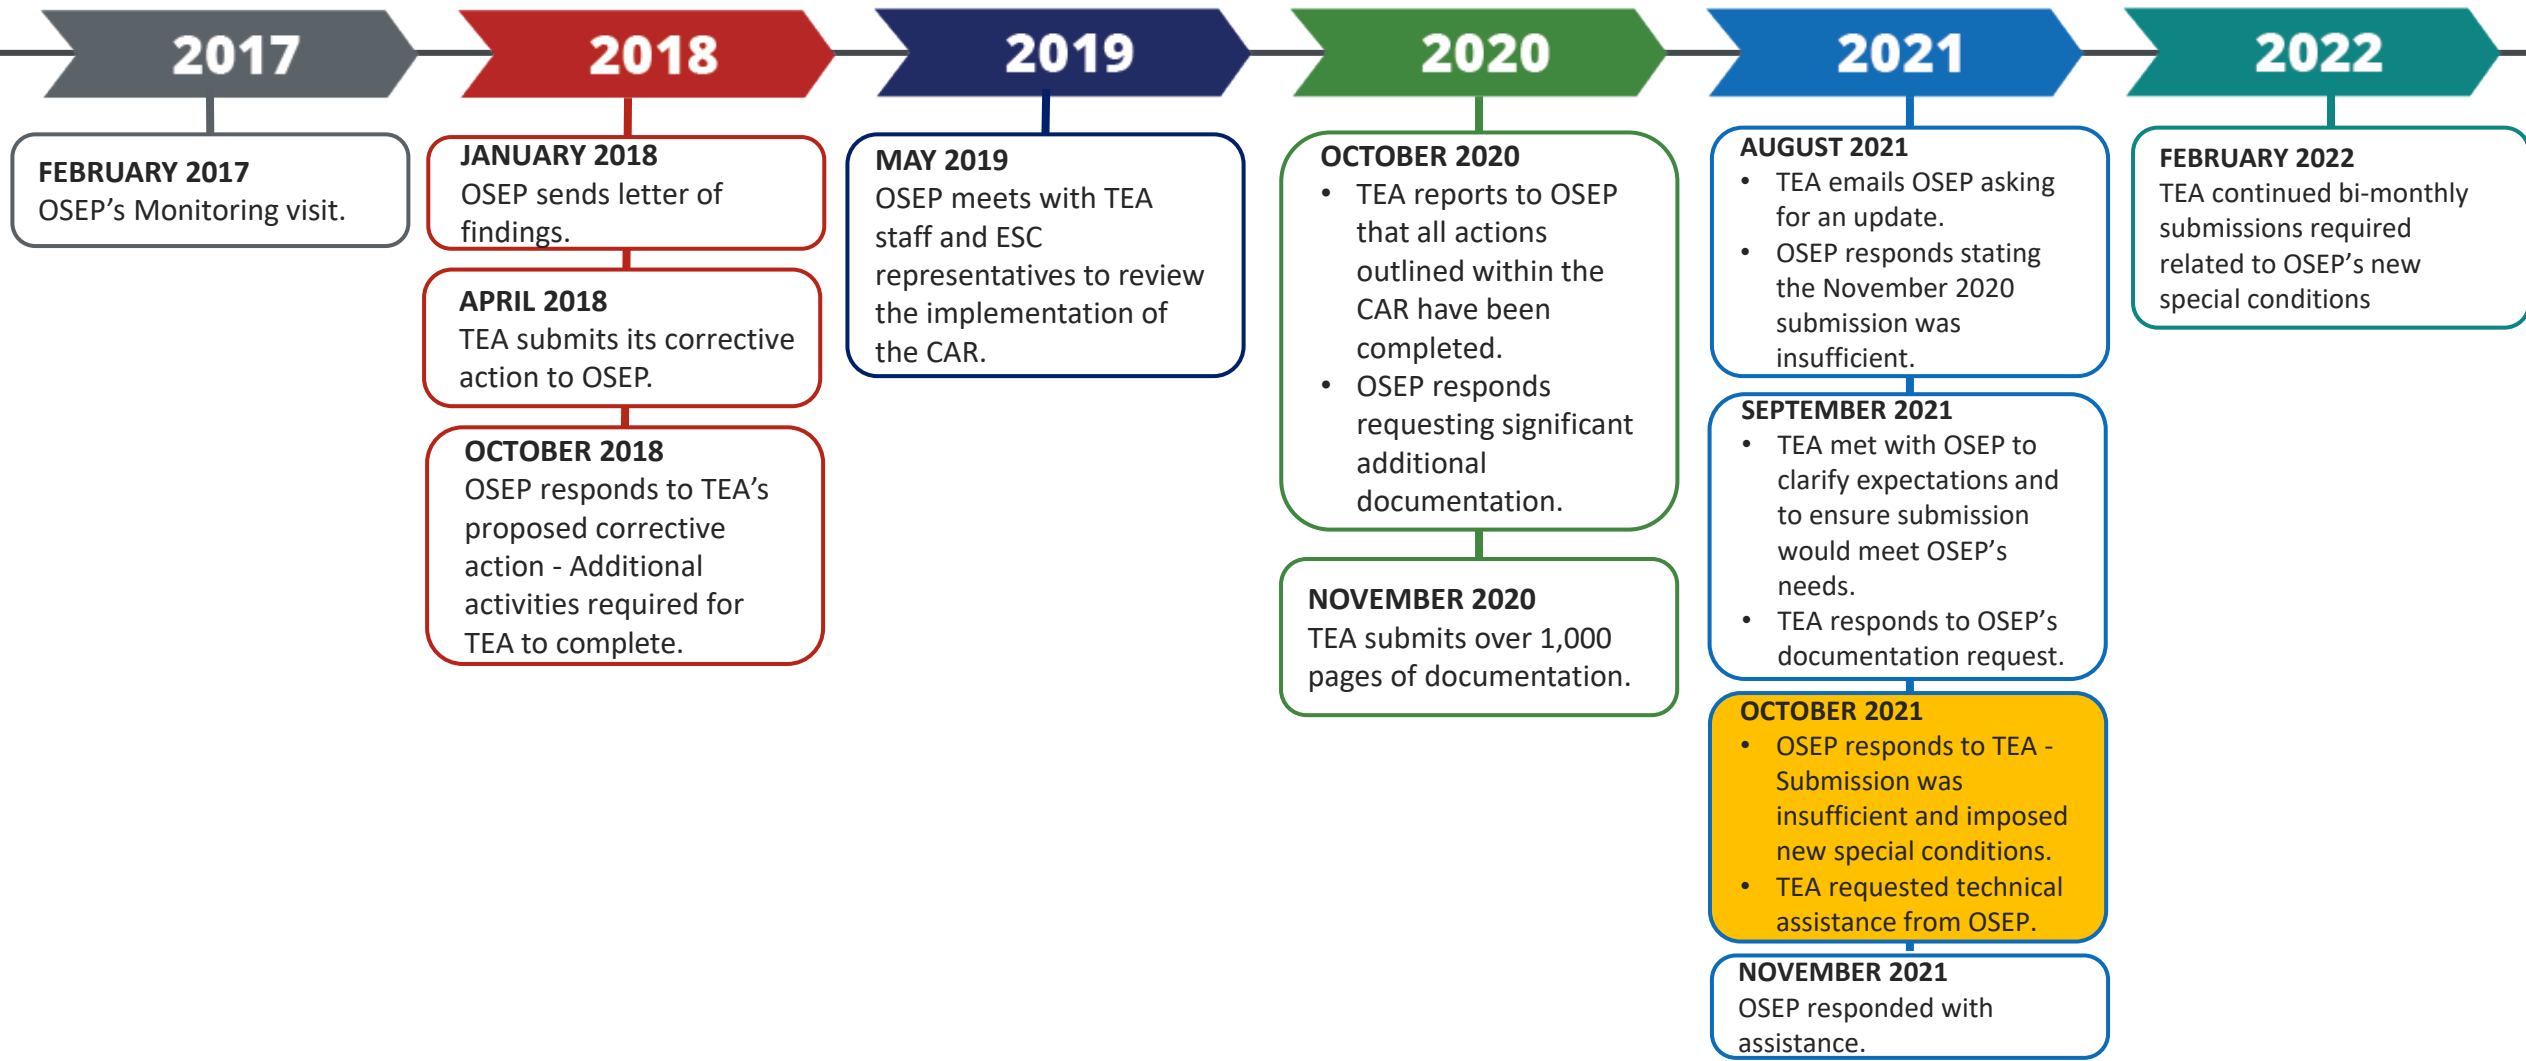 2017
FEBRUARY 2017
OSEP’s Monitoring visit.
2018
JANUARY 2018
OSEP sends letter of
findings.
APRIL 2018
TEA submits its corrective
action to OSEP.
OCTOBER 2018
OSEP responds to TEA’s
proposed corrective
action - Additional
activities required for
TEA to complete.
2019
MAY 2019
OSEP meets with TEA
staff and ESC
representatives to review
the implementation of
the CAR.
2020
OCTOBER 2020
• TEA reports to OSEP
that all actions
outlined within the
CAR have been
completed.
• OSEP responds
requesting significant
additional
documentation.
NOVEMBER 2020
TEA submits over 1,000
pages of documentation.
2021
AUGUST 2021
• TEA emails OSEP asking
for an update.
• OSEP responds stating
the November 2020
submission was
insufficient.
SEPTEMBER 2021
• TEA met with OSEP to
clarify expectations and
to ensure submission
would meet OSEP’s
needs.
• TEA responds to OSEP’s
documentation request.
OCTOBER 2021
• OSEP responds to TEA -
Submission was
insufficient and imposed
new special conditions.
• TEA requested technical
assistance from OSEP.
NOVEMBER 2021
OSEP responded with
assistance.
2022
FEBRUARY 2022
TEA continued bi-monthly
submissions required
related to OSEP’s new
special conditions